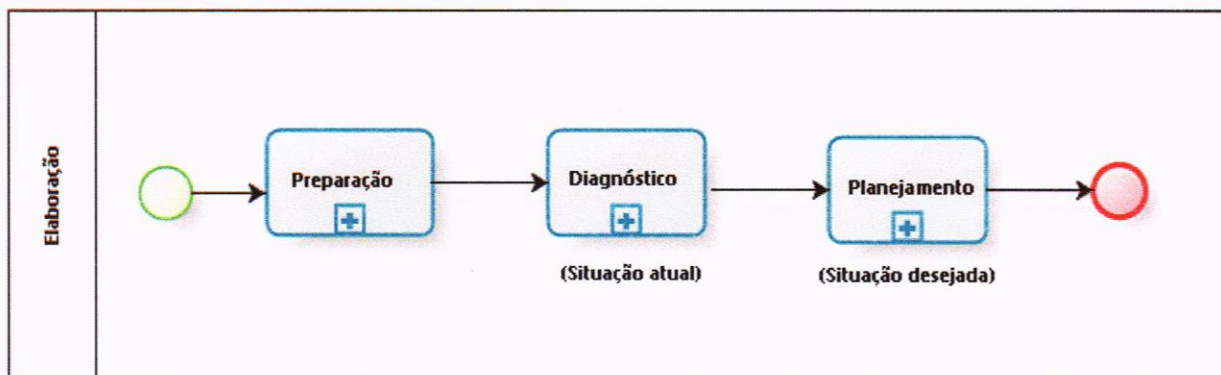 Elaboração
Preparação
Diagnóstico
Planejamento
(Situação atual)
(Situação desejada)